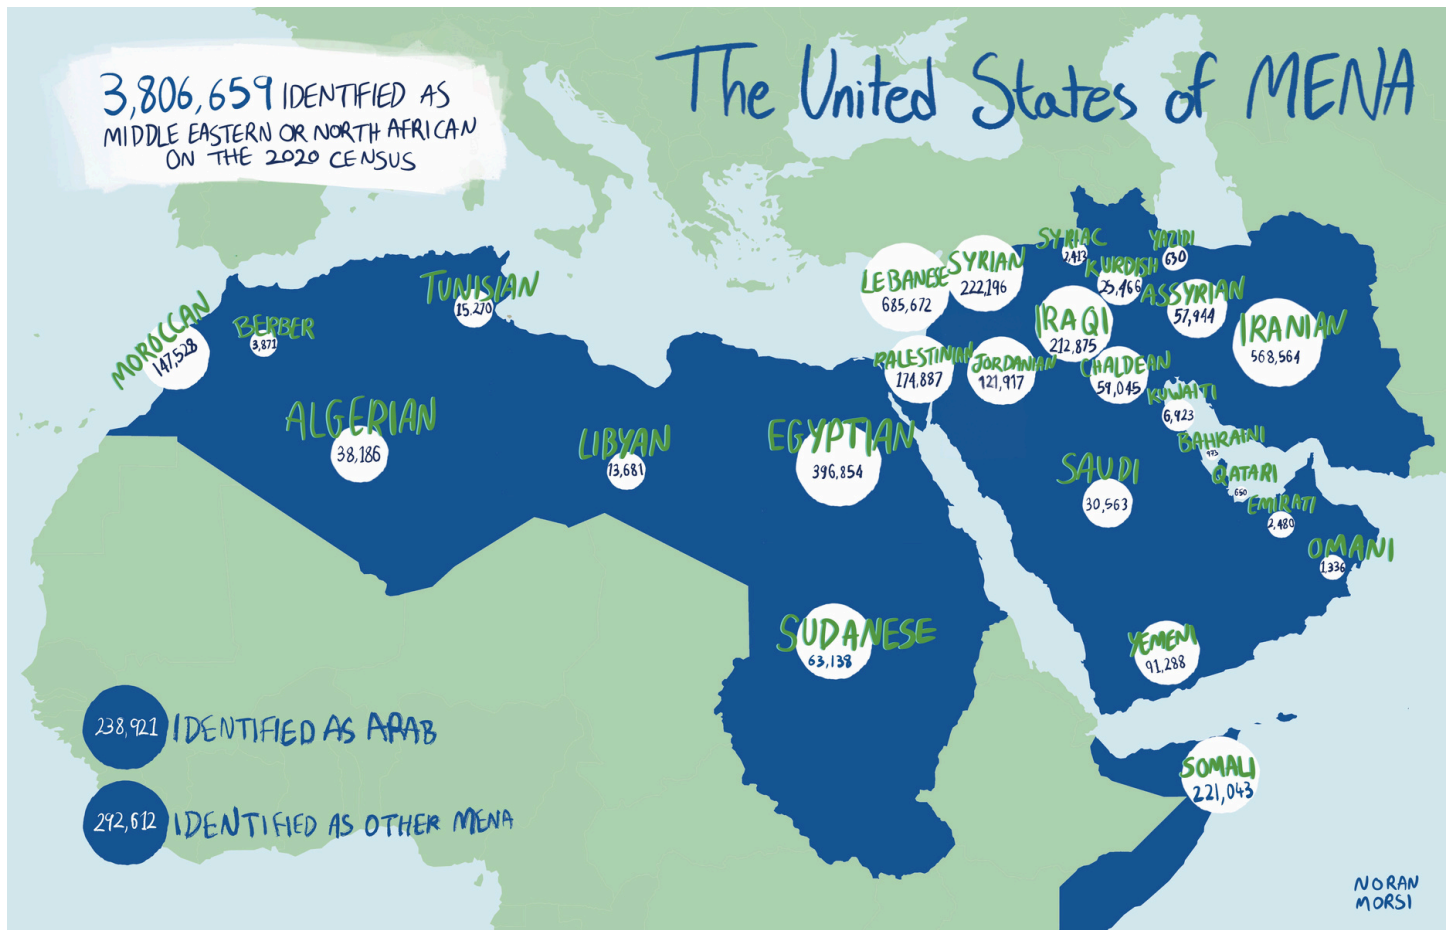 The United States of MENA
3,806,659 IDENTIFIED AS
MIDDLE EASTERN OR NORTH AFRICAN
ON THE 2020 CENSUS
MOROCCAN
147,528
BERBER
3,871
TUNISIAN
15,270
ALGERIAN
38,186
LIBYAN
13,681
EGYPTIAN
396,854
SUDANESE
63,138
LEBANESE
685,672
SYRIAN
222,196
SYRIAC
2,413
YAZIDI
630
KURDISH
25,466
ASSYRIAN
57,944
IRAQI
212,875
IRANIAN
568,564
PALESTINIAN
174,887
JORDANIAN
121,917
CHALDEAN
59,045
KUWAITI
6,923
BAHRAINI
973
QATARI
650
EMIRATI
2,480
OMANI
1,336
SAUDI
30,563
YEMENI
91,288
SOMALI
221,043
238,921 IDENTIFIED AS ARAB
292,612 IDENTIFIED AS OTHER MENA
NORAN
MORSI